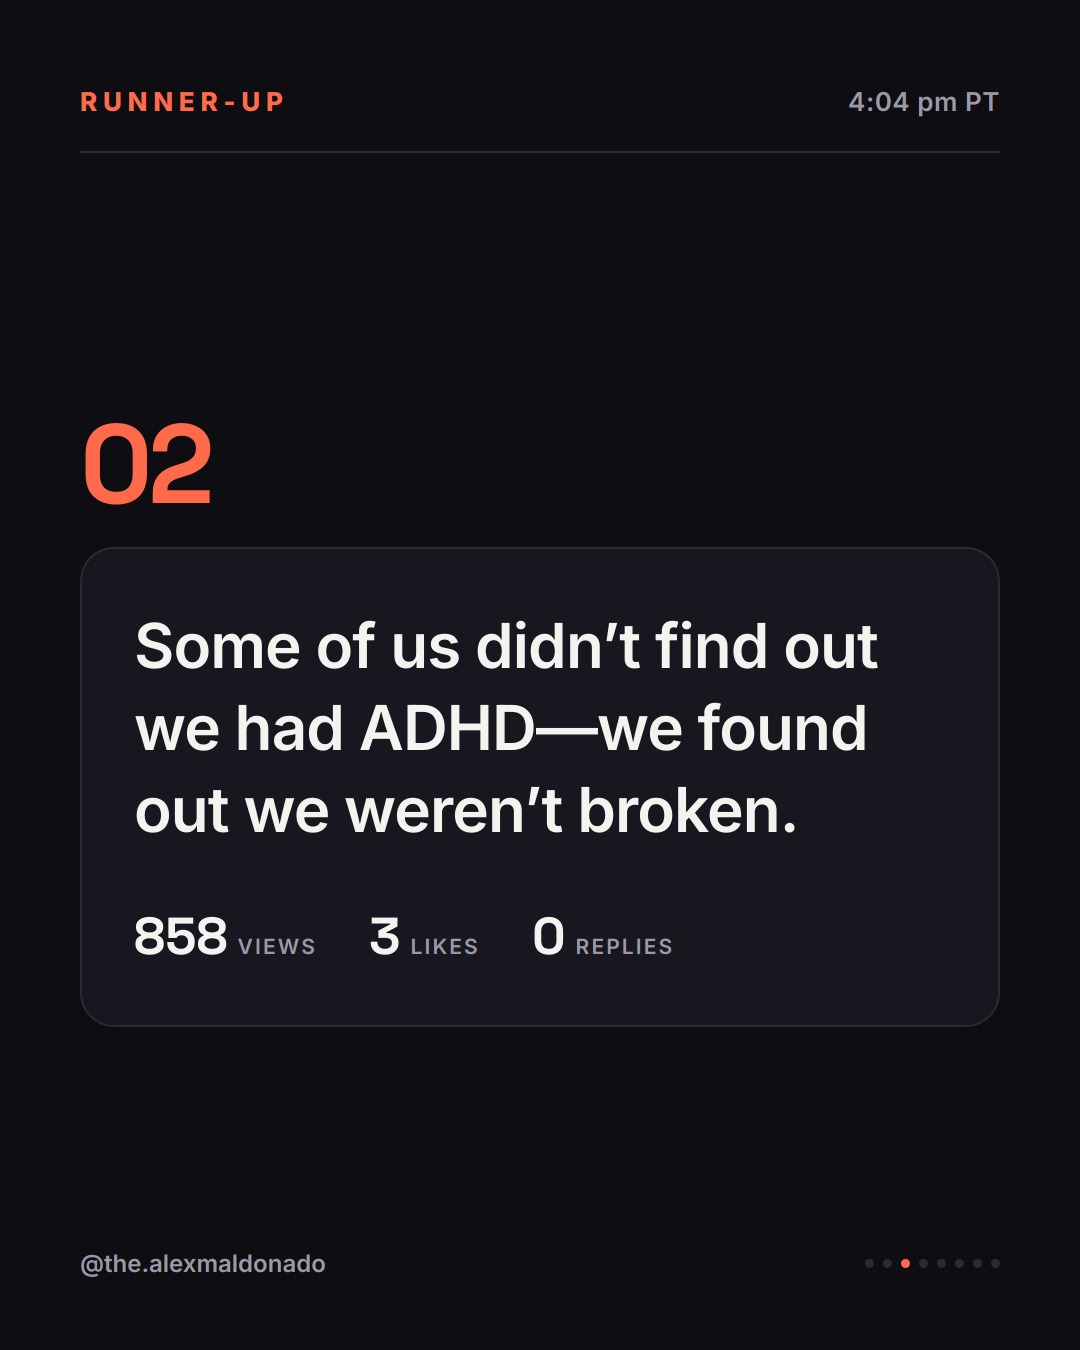 RUNNER-UP
4:04 pm PT
02
Some of us didn’t find out
we had ADHD—we found
out we weren’t broken.
858 VIEWS 3 LIKES 0 REPLIES
@the.alexmaldonado